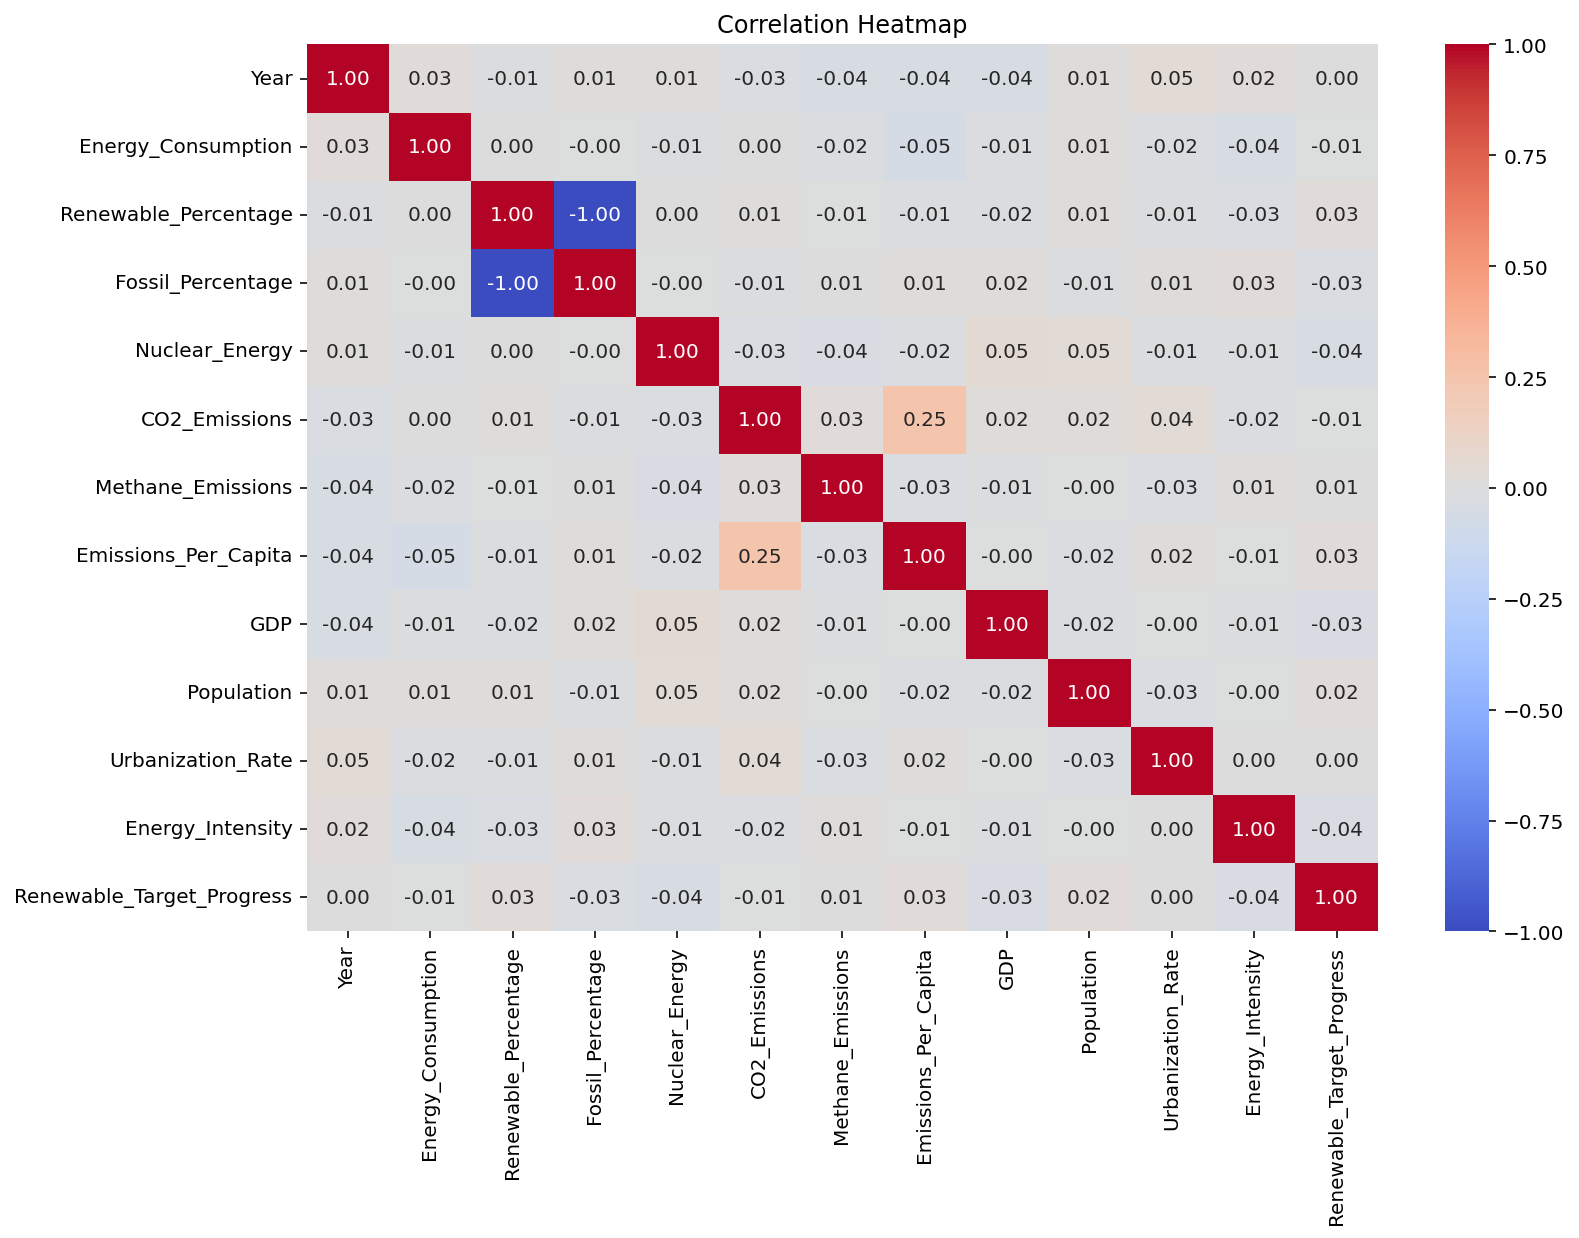 Correlation Heatmap
Year 1.00 0.03 -0.01 0.01 0.01 -0.03 -0.04 -0.04 -0.04 0.01 0.05 0.02 0.00
Energy_Consumption 0.03 1.00 0.00 -0.00 -0.01 0.00 -0.02 -0.05 -0.01 0.01 -0.02 -0.04 -0.01
Renewable_Percentage -0.01 0.00 1.00 -1.00 0.00 0.01 -0.01 -0.01 -0.02 0.01 -0.01 -0.03 0.03
Fossil_Percentage 0.01 -0.00 -1.00 1.00 -0.00 -0.01 0.01 0.01 0.02 -0.01 0.01 0.03 -0.03
Nuclear_Energy 0.01 -0.01 0.00 -0.00 1.00 -0.03 -0.04 -0.02 0.05 0.05 -0.01 -0.01 -0.04
CO2_Emissions -0.03 0.00 0.01 -0.01 -0.03 1.00 0.03 0.25 0.02 0.02 0.04 -0.02 -0.01
Methane_Emissions -0.04 -0.02 -0.01 0.01 -0.04 0.03 1.00 -0.03 -0.01 -0.00 -0.03 0.01 0.01
Emissions_Per_Capita -0.04 -0.05 -0.01 0.01 -0.02 0.25 -0.03 1.00 -0.00 -0.02 0.02 -0.01 0.03
GDP -0.04 -0.01 -0.02 0.02 0.05 0.02 -0.01 -0.00 1.00 -0.02 -0.00 -0.01 -0.03
Population 0.01 0.01 0.01 -0.01 0.05 0.02 -0.00 -0.02 -0.02 1.00 -0.03 -0.00 0.02
Urbanization_Rate 0.05 -0.02 -0.01 0.01 -0.01 0.04 -0.03 0.02 -0.00 -0.03 1.00 0.00 0.00
Energy_Intensity 0.02 -0.04 -0.03 0.03 -0.01 -0.02 0.01 -0.01 -0.01 -0.00 0.00 1.00 -0.04
Renewable_Target_Progress 0.00 -0.01 0.03 -0.03 -0.04 -0.01 0.01 0.03 -0.03 0.02 0.00 -0.04 1.00
Year
Energy_Consumption
Renewable_Percentage
Fossil_Percentage
Nuclear_Energy
CO2_Emissions
Methane_Emissions
Emissions_Per_Capita
GDP
Population
Urbanization_Rate
Energy_Intensity
Renewable_Target_Progress
1.00
0.75
0.50
0.25
0.00
−0.25
−0.50
−0.75
−1.00